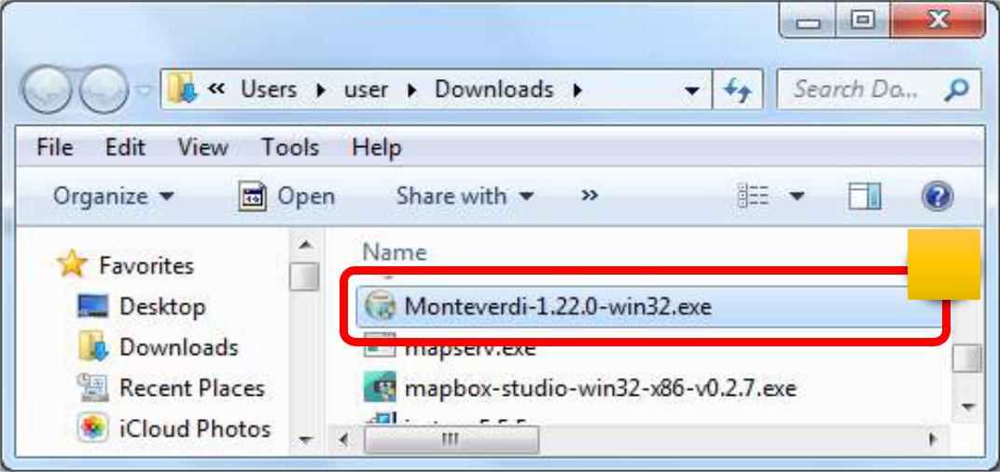 « Users ▸ user ▸ Downloads ▸
Search Do...
File Edit View Tools Help
Organize ▾ Open Share with ▾ »
Favorites
Desktop
Downloads
Recent Places
iCloud Photos
Name
Monteverdi-1.22.0-win32.exe
mapserv.exe
mapbox-studio-win32-x86-v0.2.7.exe